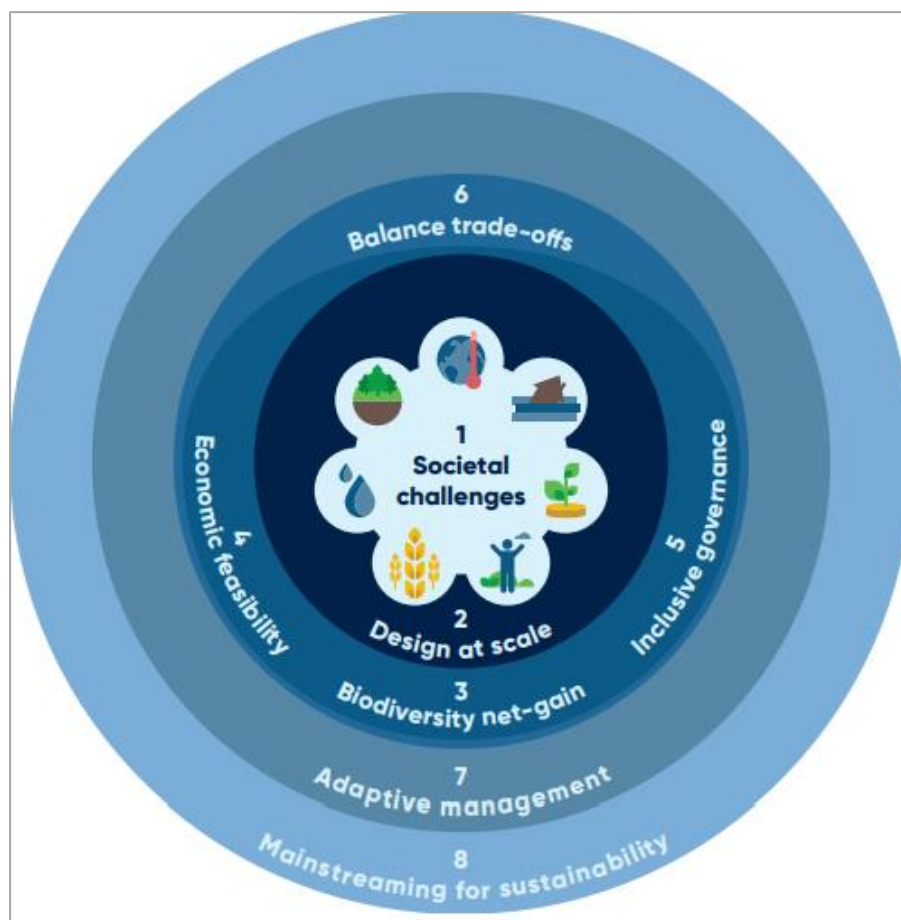 6
Balance trade-offs
1
Societal
challenges
4
Economic feasibility
5
Inclusive governance
2
Design at scale
3
Biodiversity net-gain
7
Adaptive management
8
Mainstreaming for sustainability